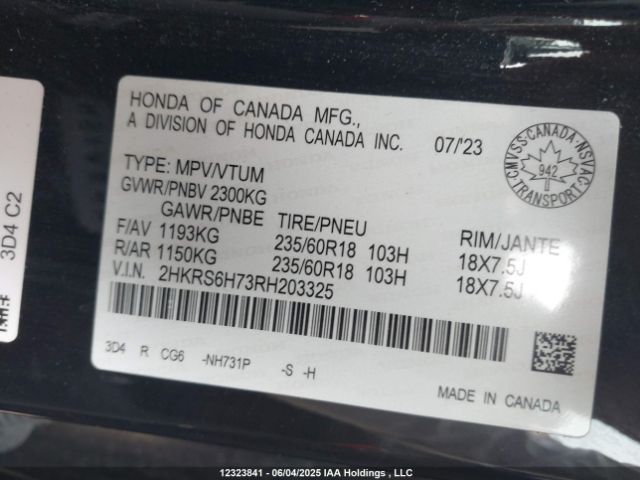 HONDA OF CANADA MFG.,
A DIVISION OF HONDA CANADA INC. 07/'23
CMVSS-CANADA-NSVAC
942
TRANSPORT
TYPE: MPV/VTUM
GVWR/PNBV 2300KG
GAWR/PNBE TIRE/PNEU RIM/JANTE
F/AV 1193KG 235/60R18 103H 18X7.5J
R/AR 1150KG 235/60R18 103H 18X7.5J
V.I.N. 2HKRS6H73RH203325
3D4 R CG6 -NH731P -S -H
MADE IN CANADA
3D4 C2
12323841 - 06/04/2025 IAA Holdings , LLC